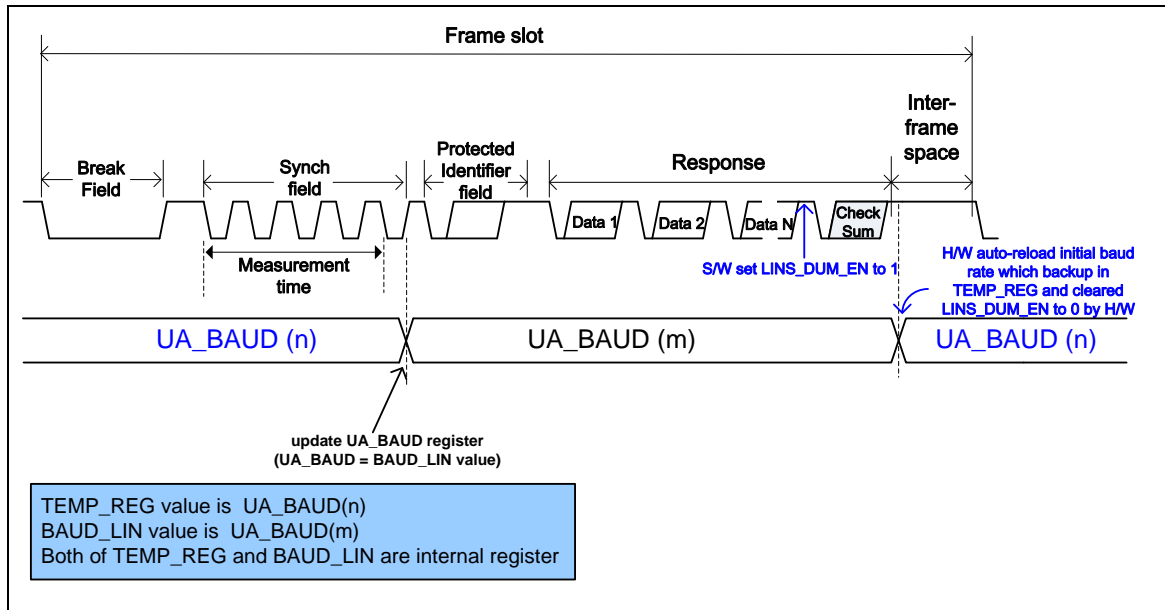 Frame slot
Inter-
frame
space
Break
Field
Synch
field
Protected
Identifier
field
Response
Data 1
Data 2
Data N
Check
Sum
Measurement
time
S/W set LINS_DUM_EN to 1
H/W auto-reload initial baud
rate which backup in
TEMP_REG and cleared
LINS_DUM_EN to 0 by H/W
UA_BAUD (n)
UA_BAUD (m)
UA_BAUD (n)
update UA_BAUD register
(UA_BAUD = BAUD_LIN value)
TEMP_REG value is UA_BAUD(n)
BAUD_LIN value is UA_BAUD(m)
Both of TEMP_REG and BAUD_LIN are internal register